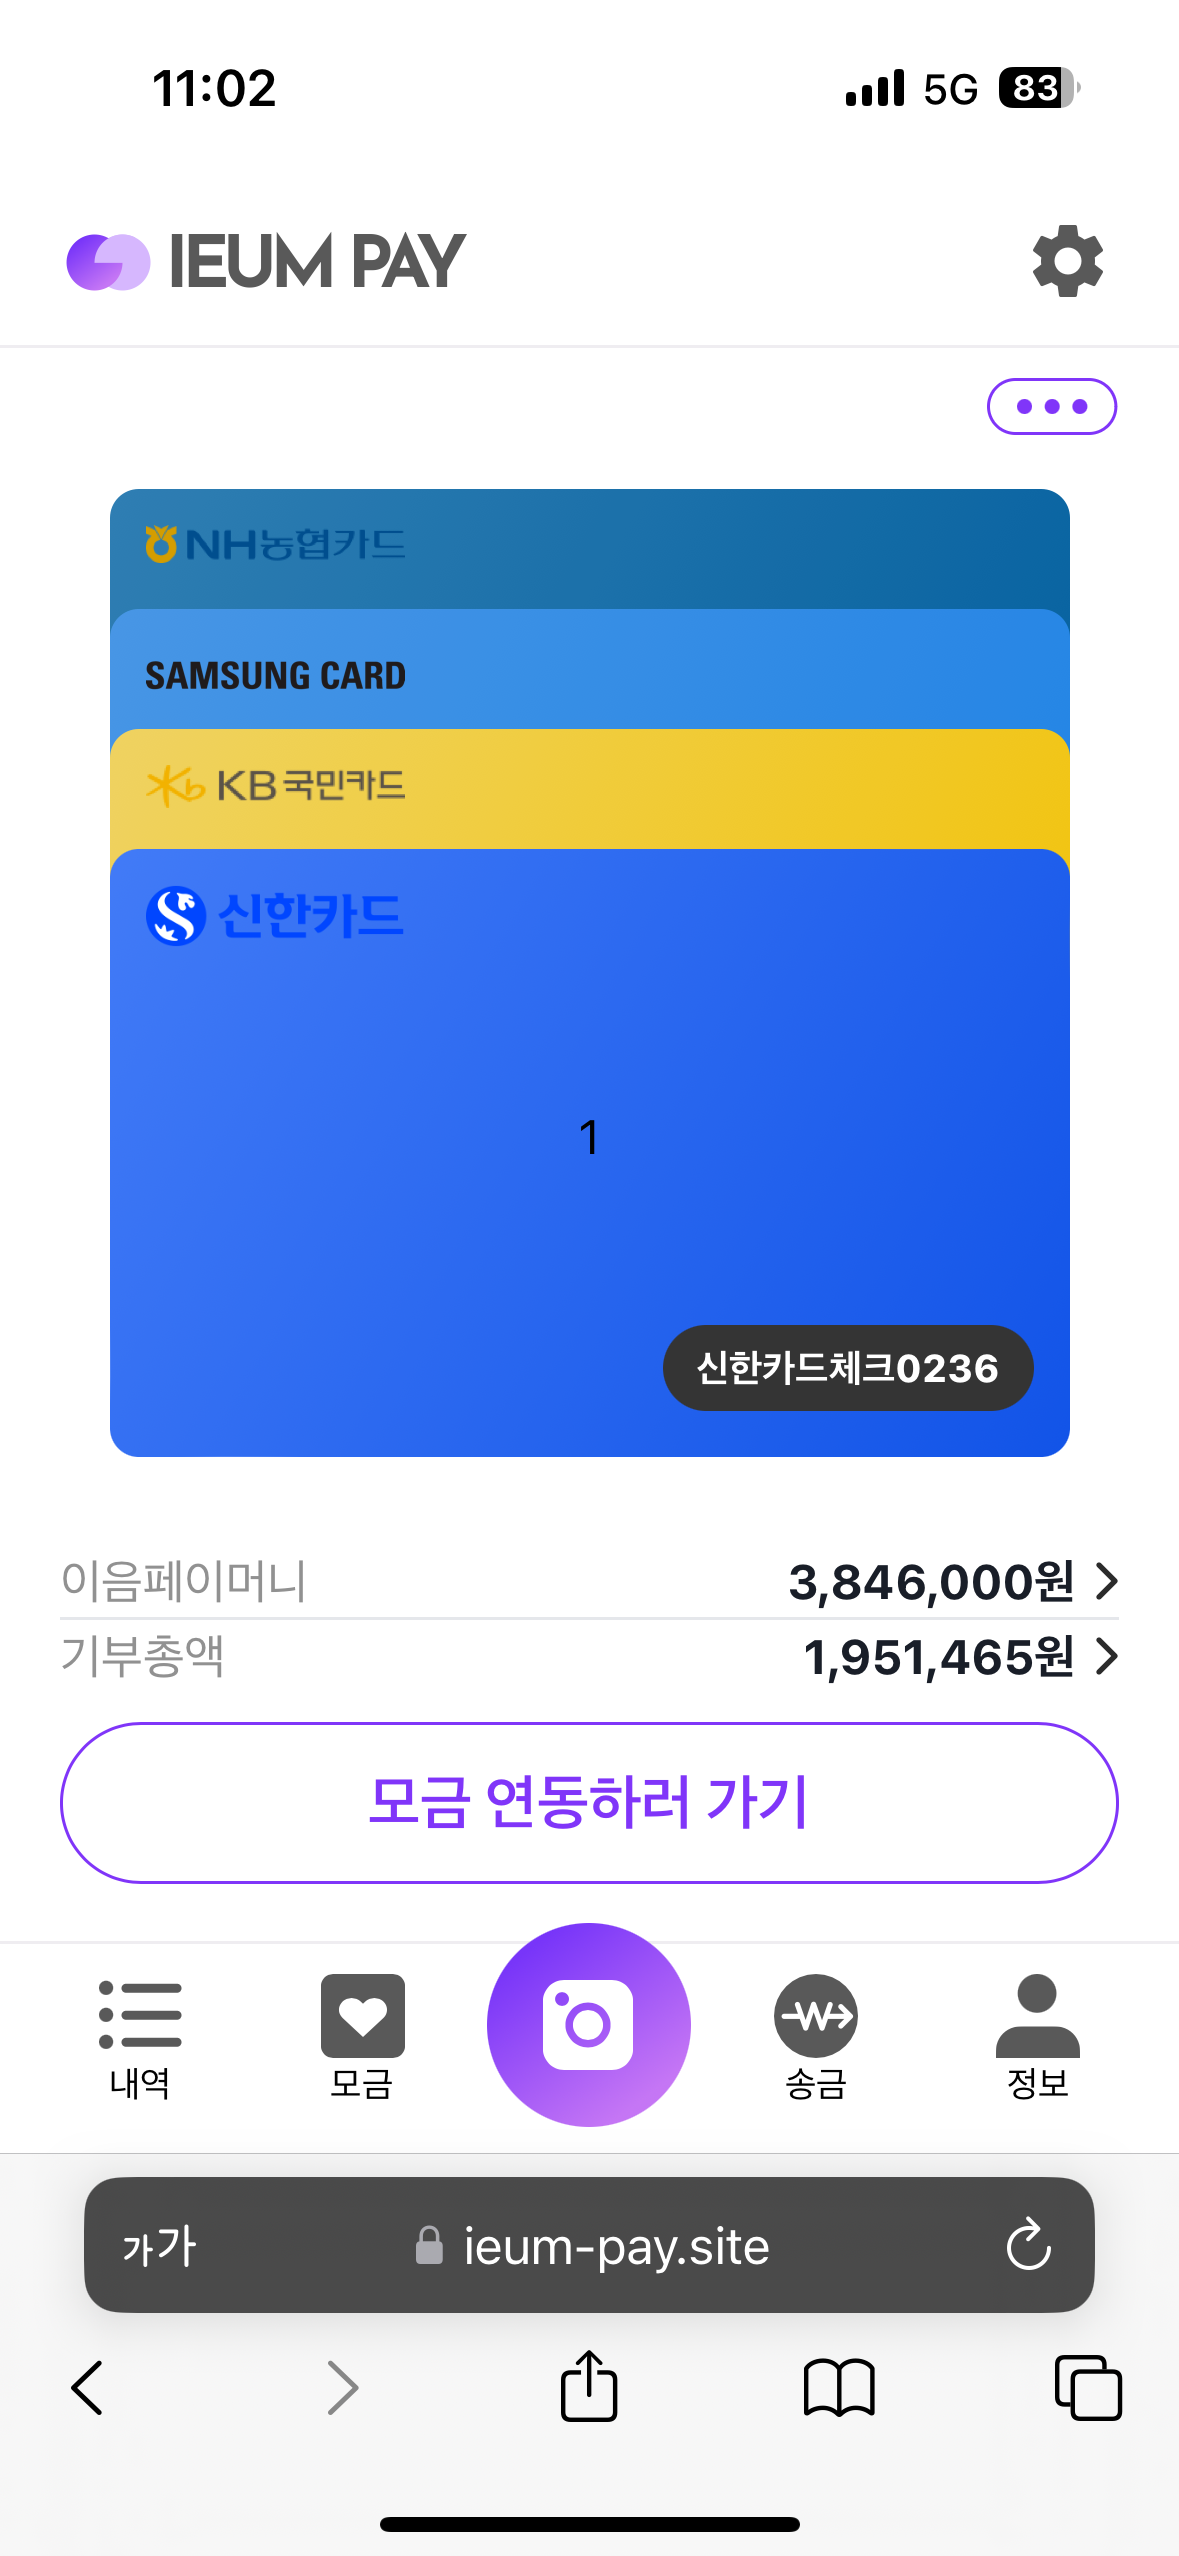 11:02 5G 83
IEUM PAY
NH농협카드
SAMSUNG CARD
KB 국민카드
신한카드
1
신한카드체크0236
이음페이머니 3,846,000원
기부총액 1,951,465원
모금 연동하러 가기
내역 모금 송금 정보
가가 ieum-pay.site